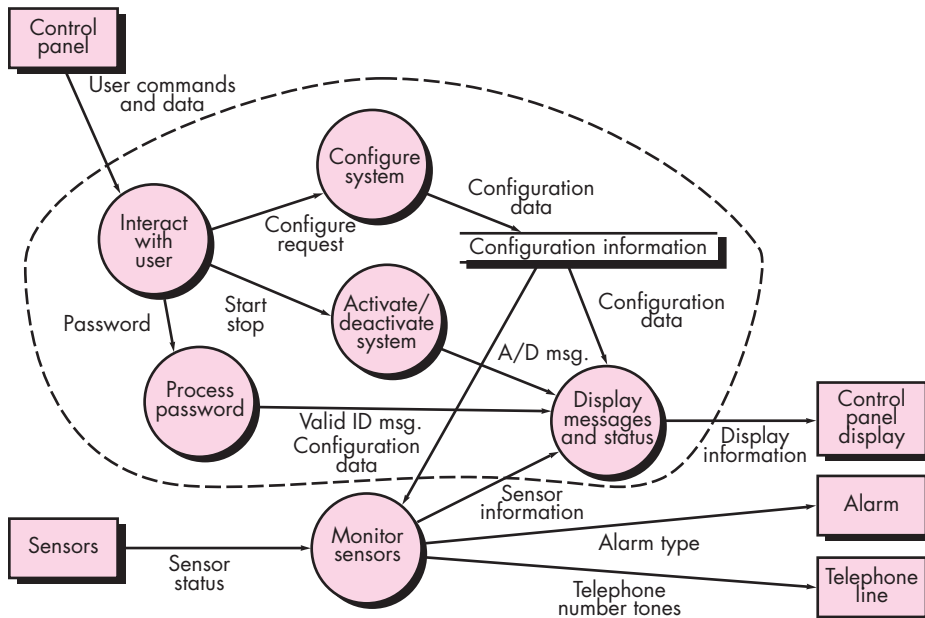 Control
panel
User commands
and data
Configure
system
Configuration
data
Interact
with
user
Configure
request
Configuration information
Start
stop
Activate/
deactivate
system
Configuration
data
Password
A/D msg.
Process
password
Display
messages
and status
Control
panel
display
Valid ID msg.
Configuration
data
Display
information
Sensor
information
Alarm
Sensors
Monitor
sensors
Sensor
status
Alarm type
Telephone
line
Telephone
number tones